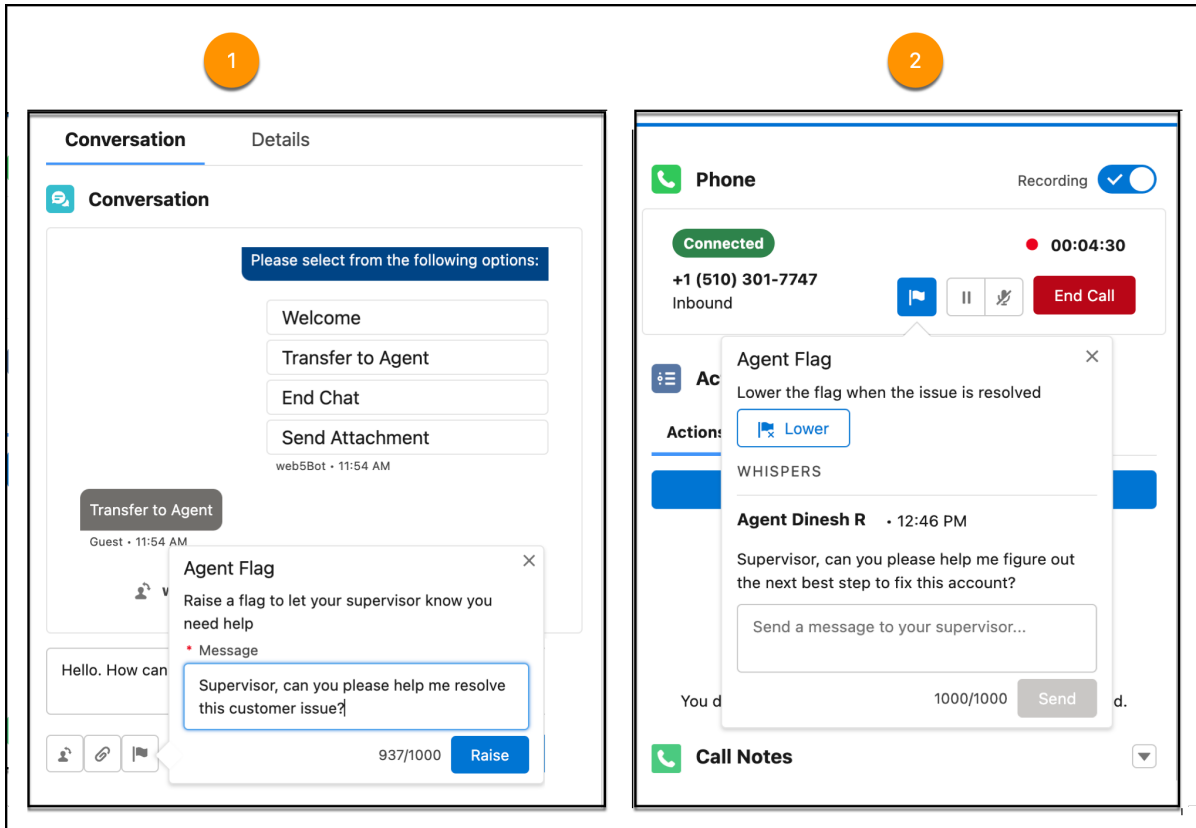 1
Conversation
Details
Conversation
Please select from the following options:
Welcome
Transfer to Agent
End Chat
Send Attachment
web5Bot • 11:54 AM
Transfer to Agent
Guest • 11:54 AM
Agent Flag
Raise a flag to let your supervisor know you
need help
* Message
Hello. How can
Supervisor, can you please help me resolve
this customer issue?
937/1000
Raise
2
Phone
Recording
Connected
00:04:30
+1 (510) 301-7747
Inbound
End Call
Agent Flag
Lower the flag when the issue is resolved
Ac
Lower
Actions
WHISPERS
Agent Dinesh R • 12:46 PM
Supervisor, can you please help me figure out
the next best step to fix this account?
Send a message to your supervisor...
1000/1000
Send
You d
d.
Call Notes